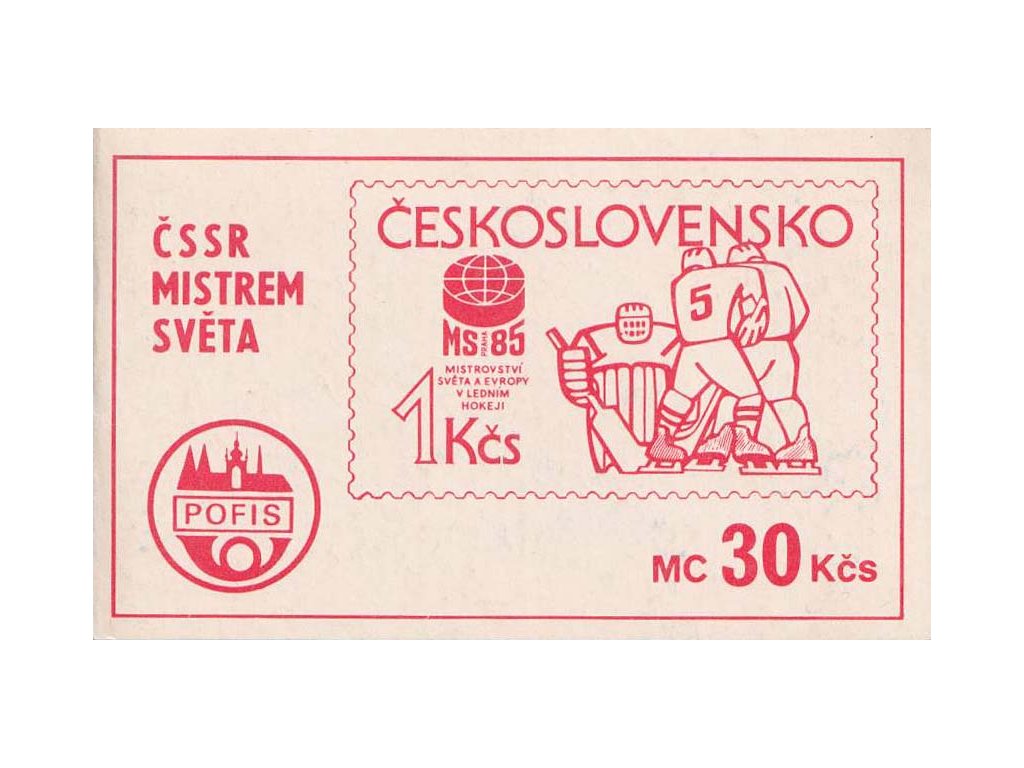 ČSSR
MISTREM
SVĚTA
POFIS
ČESKOSLOVENSKO
MS PRAHA 85
MISTROVSTVÍ
SVĚTA A EVROPY
V LEDNÍM
HOKEJI
1 Kčs
5
MC 30 Kčs